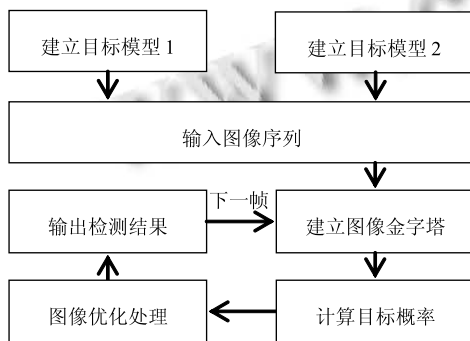 建立目标模型 1
建立目标模型 2
输入图像序列
输出检测结果
下一帧
建立图像金字塔
图像优化处理
计算目标概率